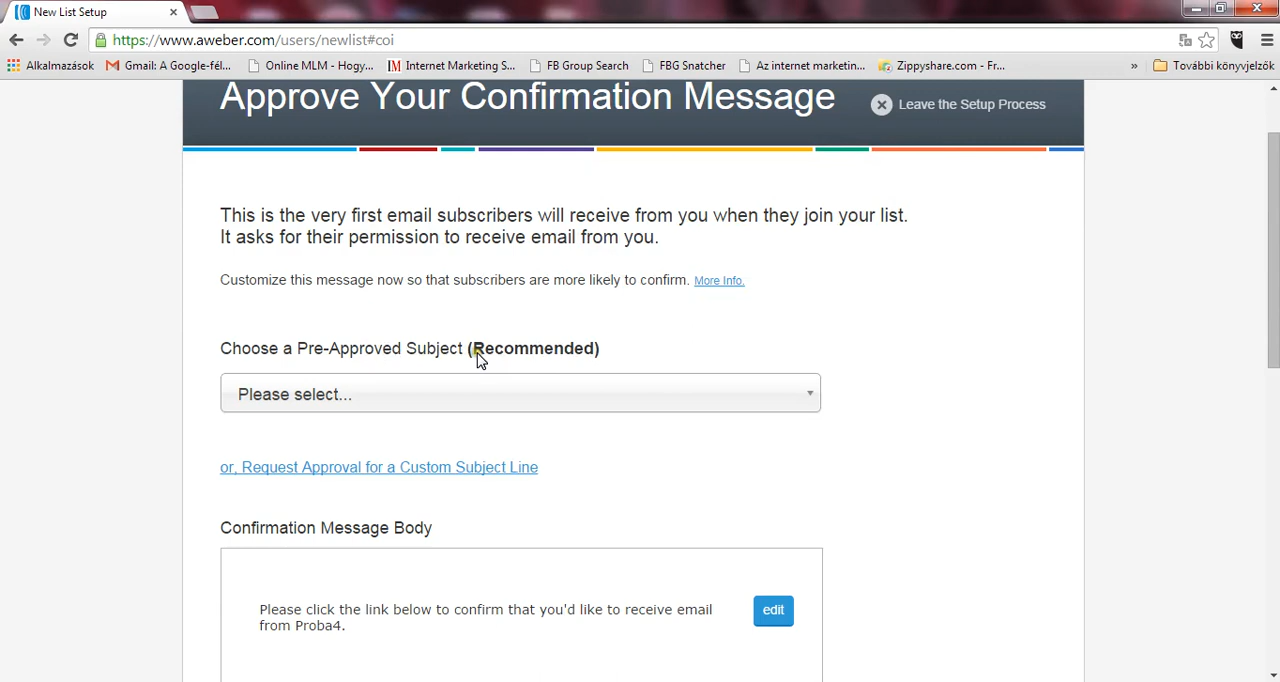 New List Setup
https://www.aweber.com/users/newlist#coi
Alkalmazások
Gmail: A Google-fél...
Online MLM - Hogy...
Internet Marketing S...
FB Group Search
FBG Snatcher
Az internet marketin...
Zippyshare.com - Fr...
»
További könyvjelzők
Approve Your Confirmation Message
Leave the Setup Process
This is the very first email subscribers will receive from you when they join your list.
It asks for their permission to receive email from you.
Customize this message now so that subscribers are more likely to confirm. More Info.
Choose a Pre-Approved Subject (Recommended)
Please select...
or, Request Approval for a Custom Subject Line
Confirmation Message Body
Please click the link below to confirm that you'd like to receive email
from Proba4.
edit